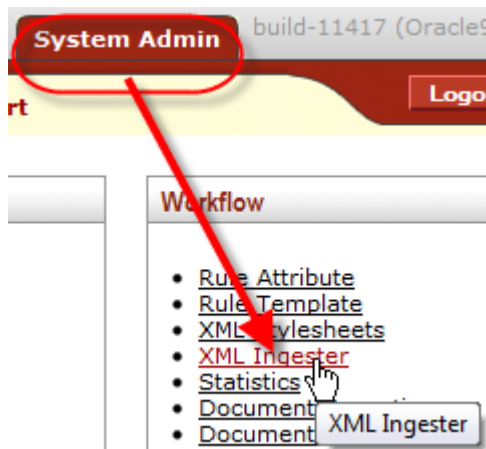 System Admin
build-11417 (Oracle9
rt
Logo
Workflow
Rule Attribute
Rule Template
XML Stylesheets
XML Ingester
Statistics
Document
Document
XML Ingester